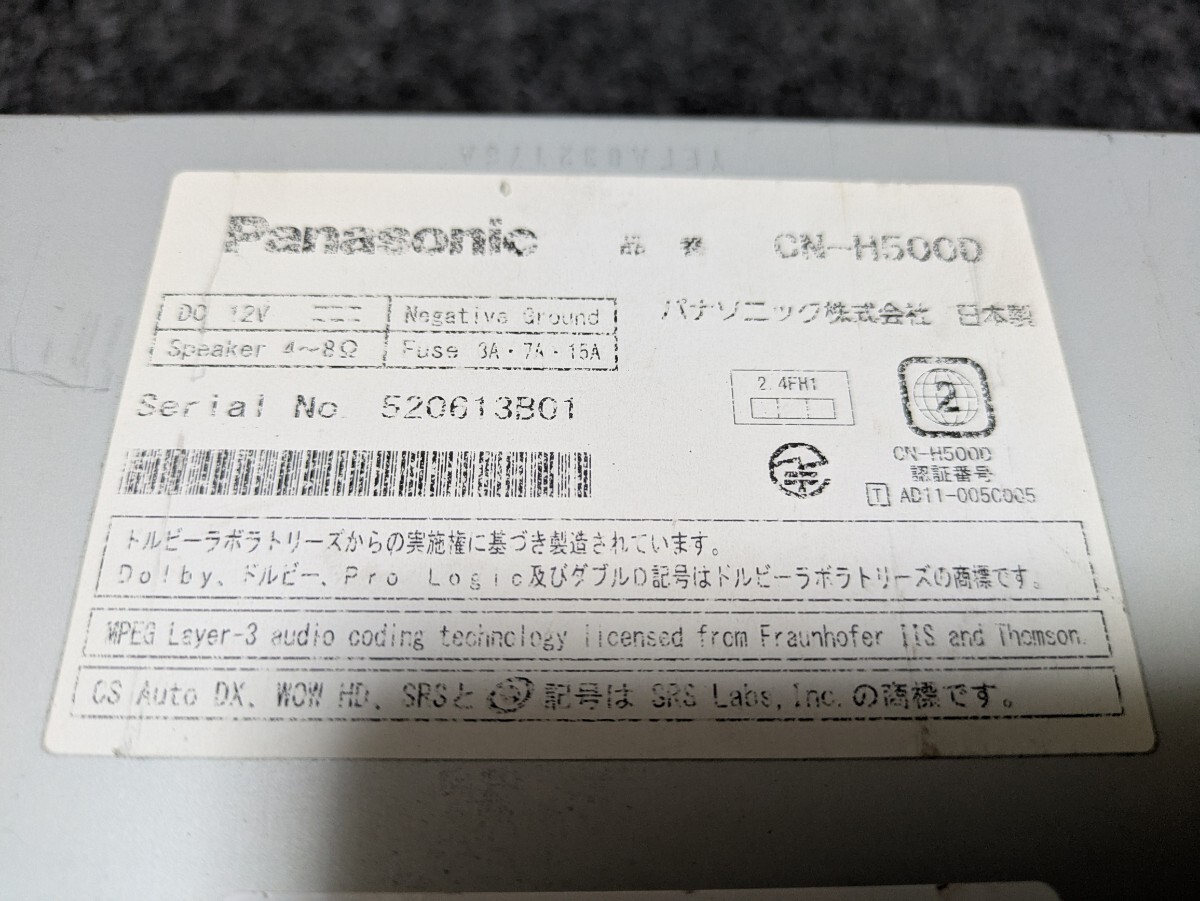 Panasonic 品番 CN-H500D
DC 12V Negative Ground
パナソニック株式会社 日本製
Speaker 4~8Ω Fuse 3A・7A・15A
Serial No. 520613B01
2.4FH1
2
CN-H500D
認証番号
T AD11-0050005
ドルビーラボラトリーズからの実施権に基づき製造されています。
Dolby、ドルビー、Pro Logic及びダブルD記号はドルビーラボラトリーズの商標です。
MPEG Layer-3 audio coding technology licensed from Fraunhofer IIS and Thomson.
CS Auto DX、WOW HD、SRSと 記号は SRS Labs,Inc.の商標です。